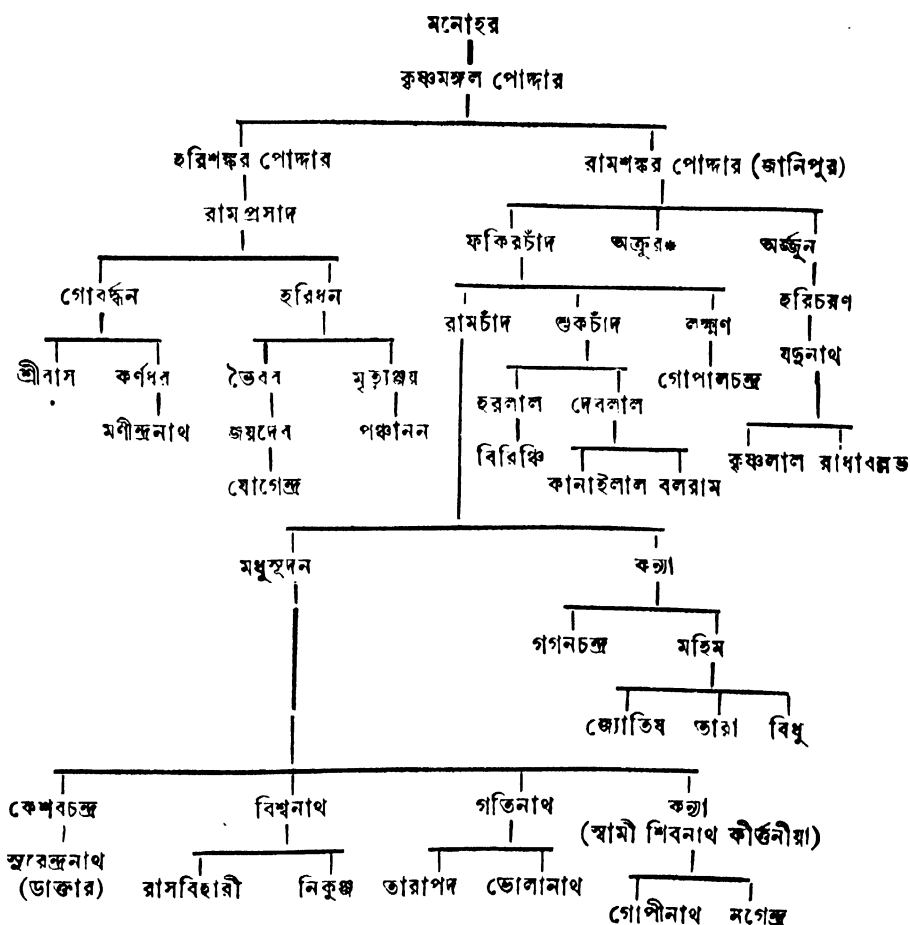 মনোহর
কৃষ্ণমঙ্গল পোদ্দার
হরিশঙ্কর পোদ্দার রামশঙ্কর পোদ্দার (জানিপুর)
রামপ্রসাদ ফকিরচাঁদ অক্রুর* অর্জ্জুন
গোবর্দ্ধন হরিধন রামচাঁদ শুকচাঁদ লক্ষ্মণ হরিচরণ
শ্রীবাস কর্ণধর ভৈরব মৃত্যুঞ্জয় হরলাল দেবলাল গোপালচন্দ্র যদুনাথ
মণীন্দ্রনাথ জয়দেব পঞ্চানন বিরিঞ্চি কৃষ্ণলাল রাধাবল্লভ
যোগেন্দ্র কানাইলাল বলরাম
মধুসূদন কন্যা
গগনচন্দ্র মহিম
জ্যোতিষ তারা বিধু
কেশবচন্দ্র বিশ্বনাথ গতিনাথ কন্যা
(স্বামী শিবনাথ কীর্ত্তনীয়া)
সুরেন্দ্রনাথ
(ডাক্তার) রাসবিহারী নিকুঞ্জ তারাপদ ভোলানাথ
গোপীনাথ নগেন্দ্র